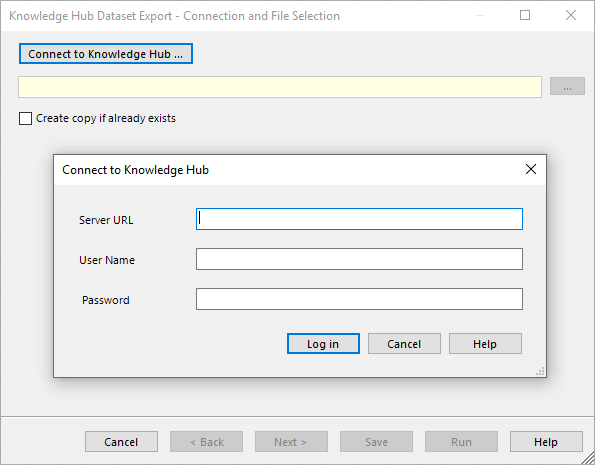 Knowledge Hub Dataset Export - Connection and File Selection
Connect to Knowledge Hub ...
...
Create copy if already exists
Connect to Knowledge Hub
Server URL
User Name
Password
Log in Cancel Help
Cancel < Back Next > Save Run Help